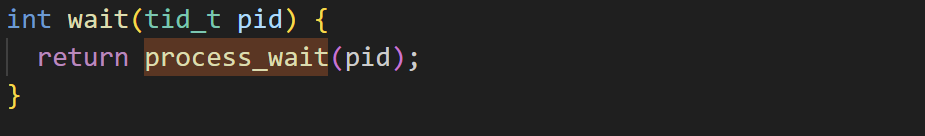 int wait(tid_t pid) {
return process_wait(pid);
}